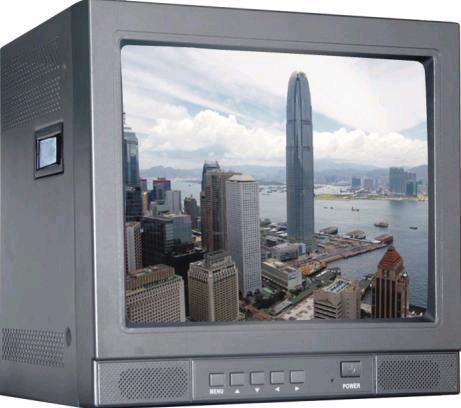 MENU ▲ ▼ ◄ ► POWER